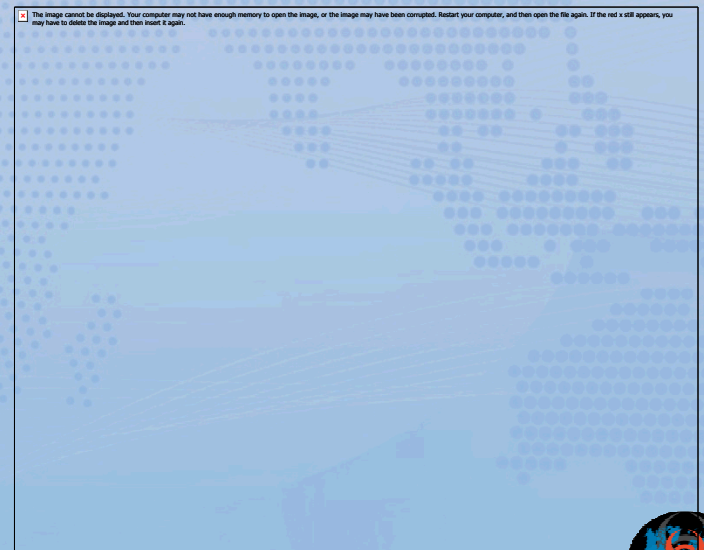 The image cannot be displayed. Your computer may not have enough memory to open the image, or the image may have been corrupted. Restart your computer, and then open the file again. If the red x still appears, you
may have to delete the image and then insert it again.